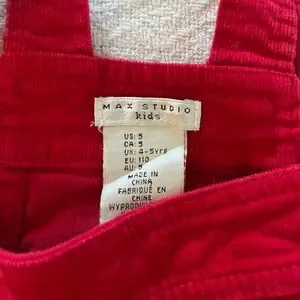 MAX STUDIO
kids
US: 5
CA: 5
UK: 4-5yrs
EU: 110
AU: 5
MADE IN
CHINA
FABRIQUÉ EN
CHINE